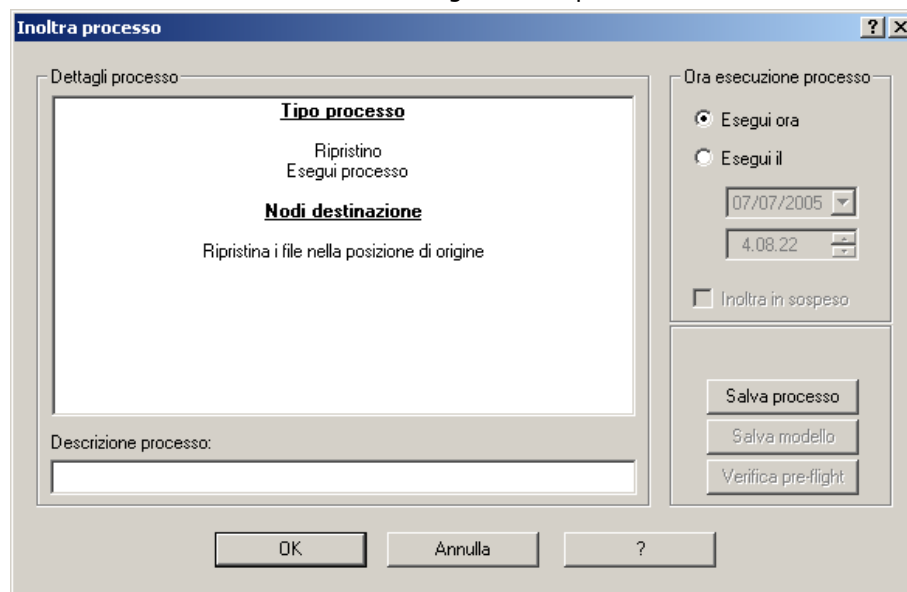 Inoltra processo
Dettagli processo
Tipo processo
Ripristino
Esegui processo
Nodi destinazione
Ripristina i file nella posizione di origine
Descrizione processo:
Ora esecuzione processo
Esegui ora
Esegui il
07/07/2005
4.08.22
Inoltra in sospeso
Salva processo
Salva modello
Verifica pre-flight
OK
Annulla
?